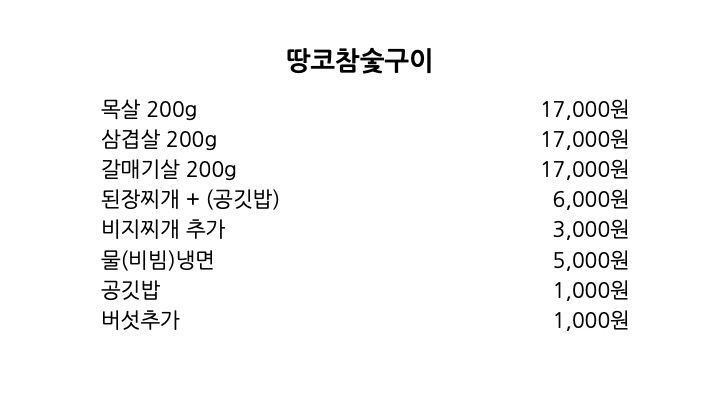 땅코참숯구이
목살 200g 17,000원
삼겹살 200g 17,000원
갈매기살 200g 17,000원
된장찌개 + (공깃밥) 6,000원
비지찌개 추가 3,000원
물(비빔)냉면 5,000원
공깃밥 1,000원
버섯추가 1,000원